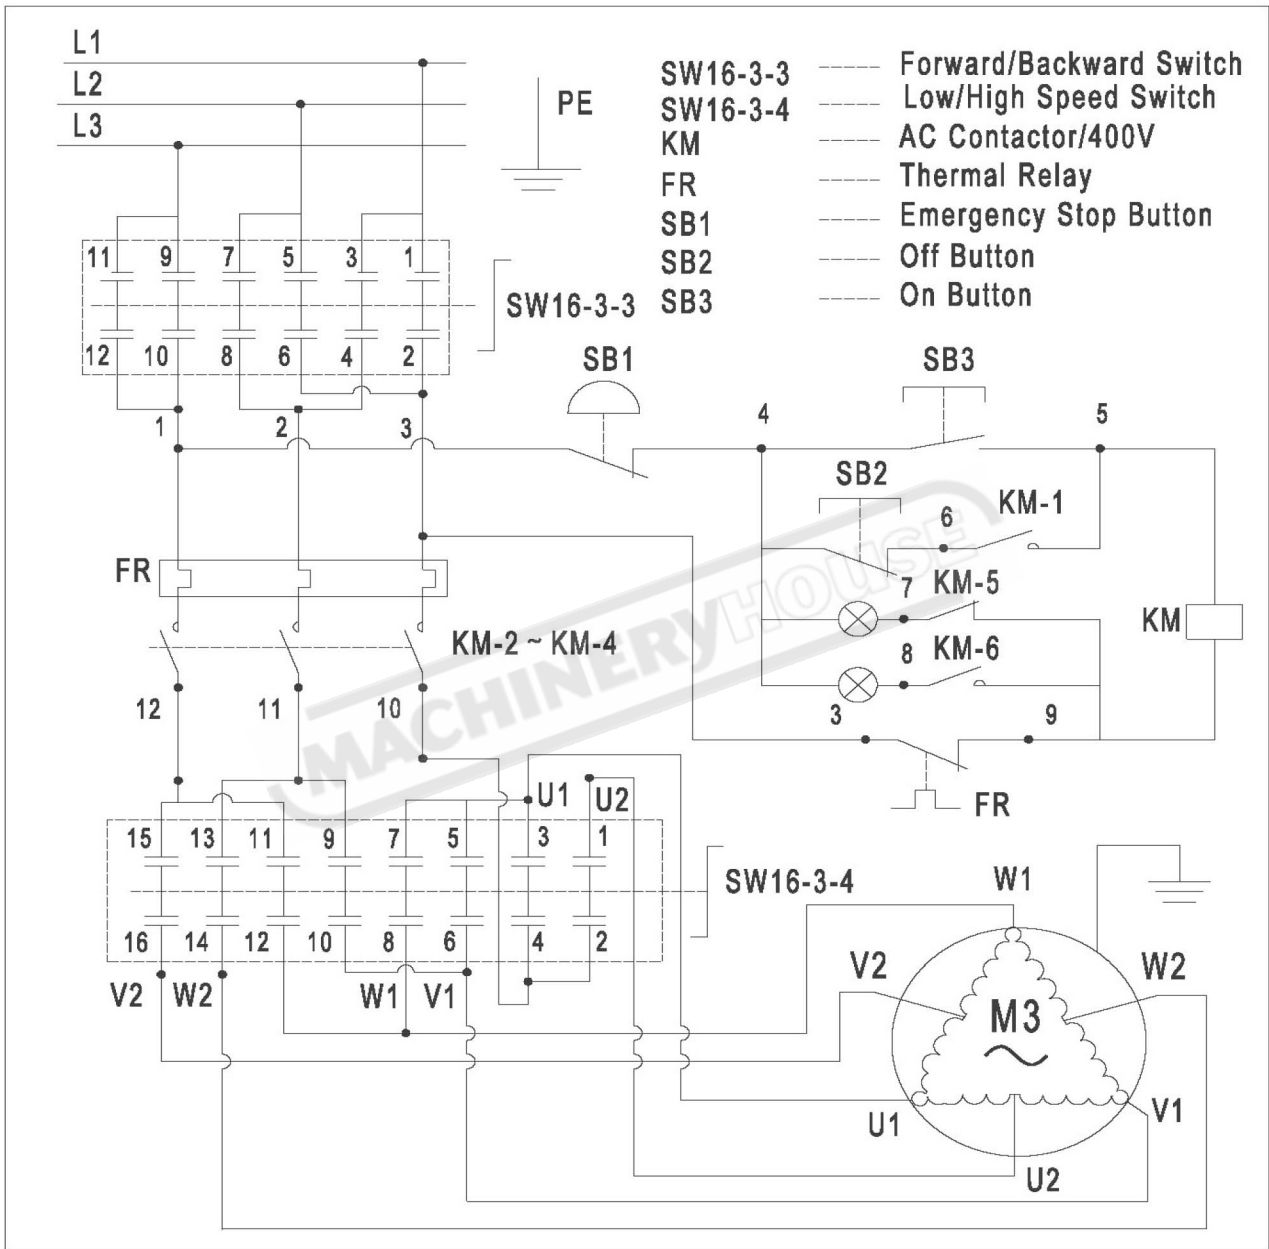 L1
L2
L3
PE
SW16-3-3 Forward/Backward Switch
SW16-3-4 Low/High Speed Switch
KM AC Contactor/400V
FR Thermal Relay
SB1 Emergency Stop Button
SB2 Off Button
SB3 On Button
11 9 7 5 3 1
SW16-3-3
12 10 8 6 4 2
SB1 SB3
1 2 3 4 5
SB2
6 KM-1
FR
7 KM-5
KM
KM-2 ~ KM-4
8 KM-6
12 11 10 3 9
MACHINERYHOUSE
U1 U2 FR
15 13 11 9 7 5 3 1
SW16-3-4
W1
16 14 12 10 8 6 4 2
V2 W2
V2 W2 W1 V1
M3
U1 V1
U2